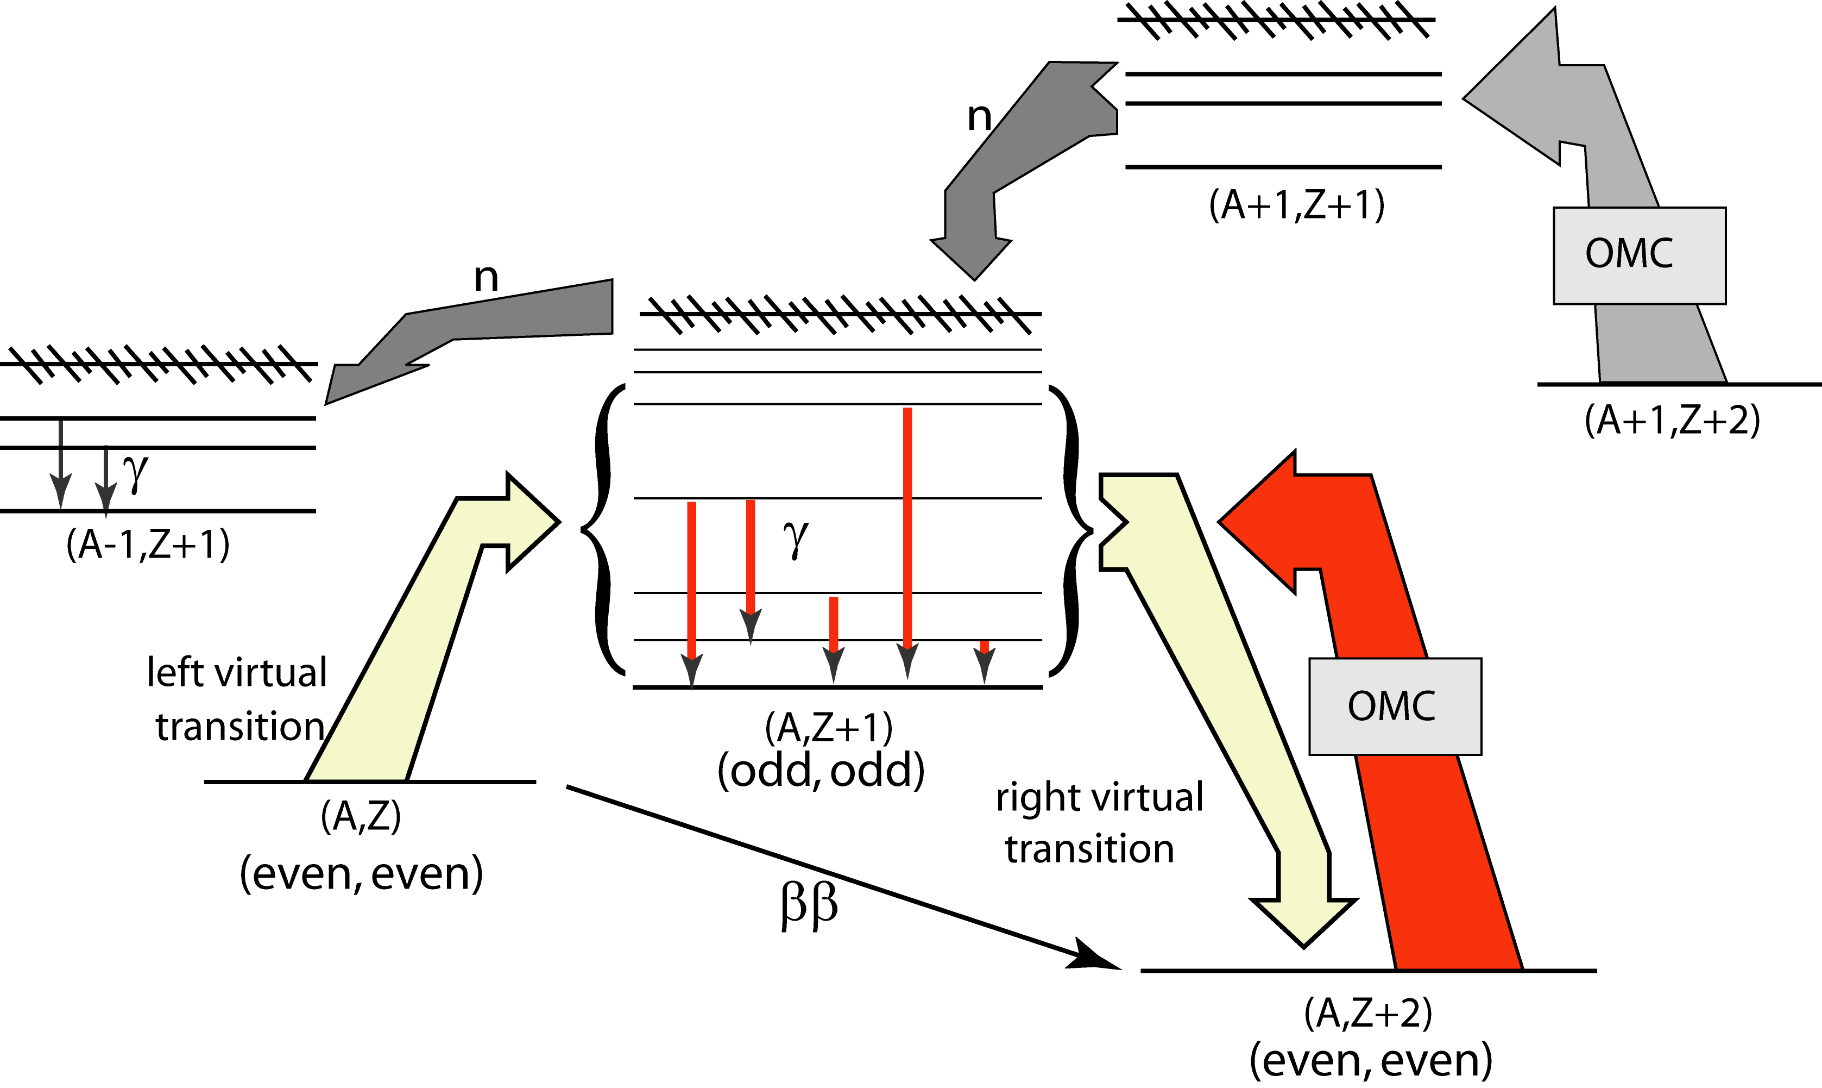 n
(A+1,Z+1)
OMC
n
(A+1,Z+2)
γ
(A-1,Z+1)
γ
left virtual
transition
(A,Z+1)
(odd, odd)
OMC
right virtual
transition
(A,Z)
(even, even)
ββ
(A,Z+2)
(even, even)